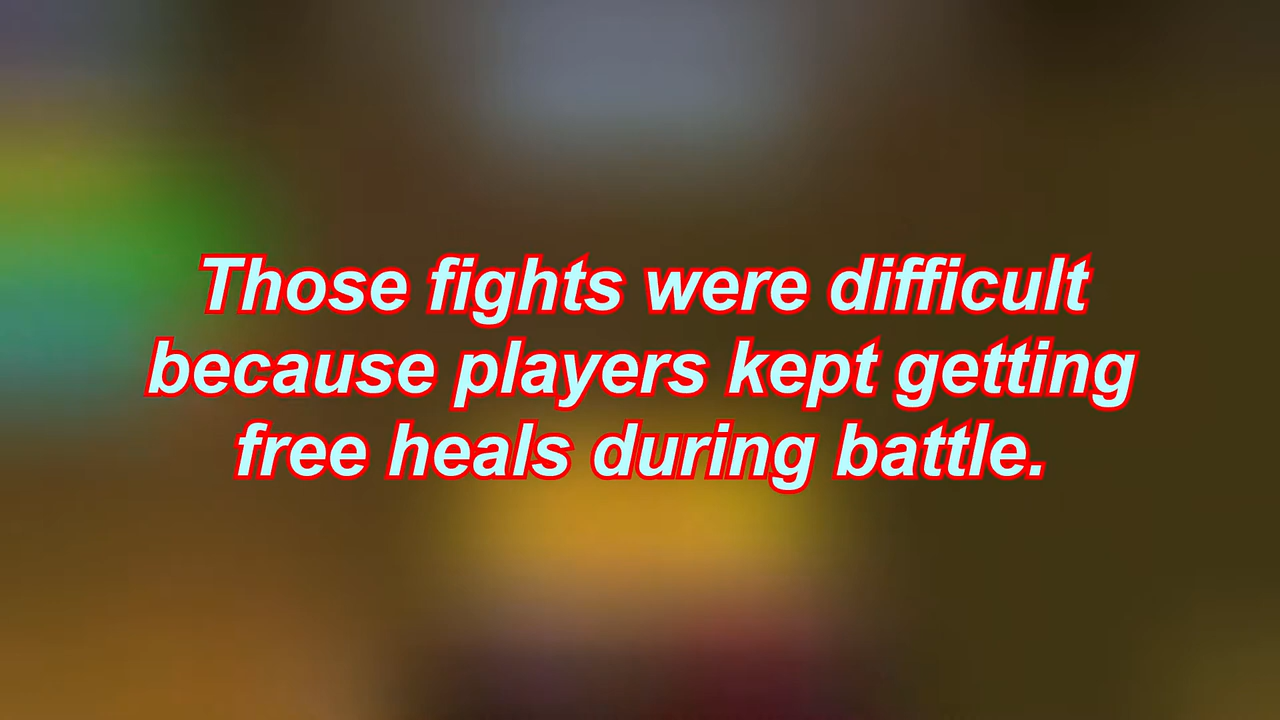 Those fights were difficult
because players kept getting
free heals during battle.